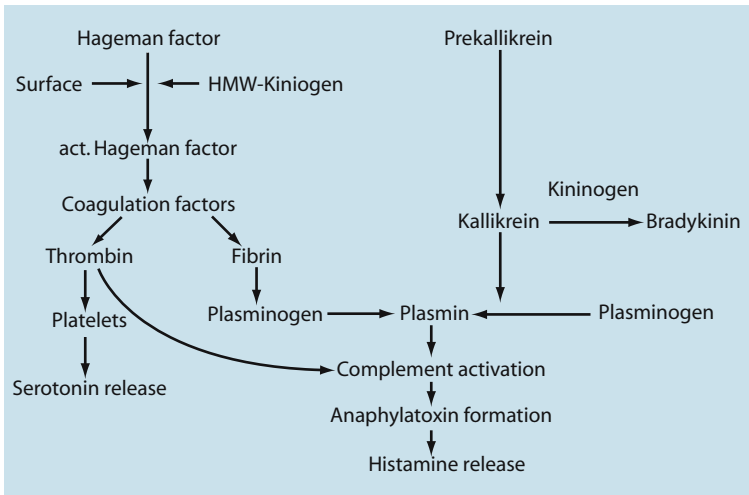 Hageman factor
Prekallikrein
Surface
HMW-Kiniogen
act. Hageman factor
Kininogen
Coagulation factors
Kallikrein
Bradykinin
Thrombin
Fibrin
Platelets
Plasminogen
Plasmin
Plasminogen
Complement activation
Serotonin release
Anaphylatoxin formation
Histamine release